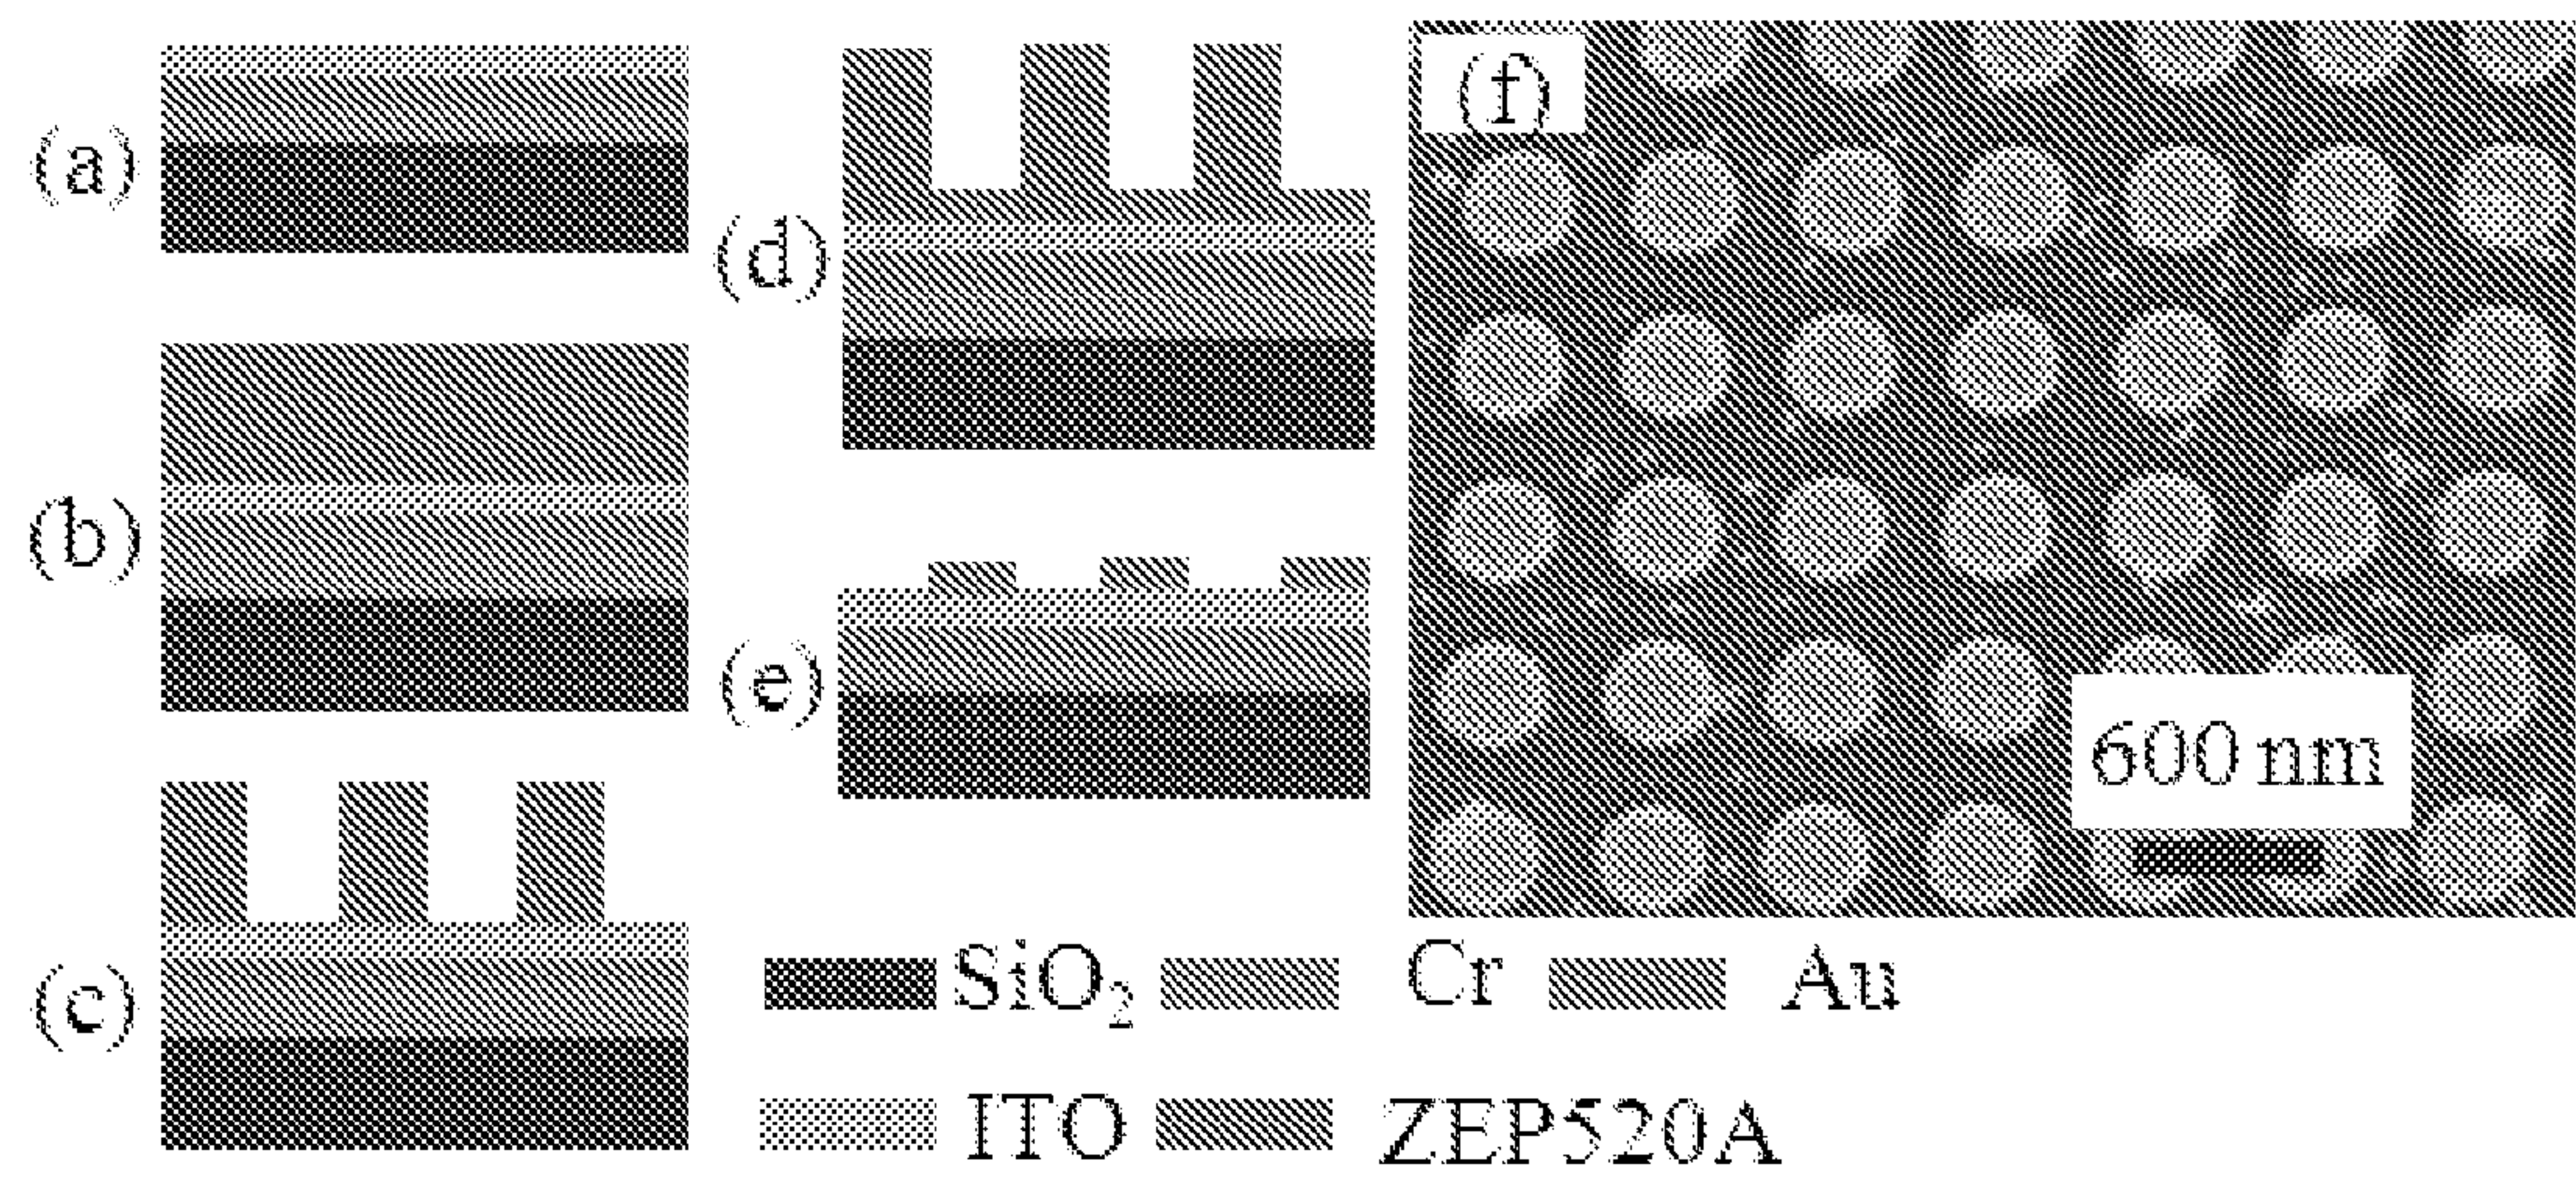 (a)
(b)
(c)
(d)
(e)
(f)
600 nm
SiO₂ Cr Au
ITO ZEP520A